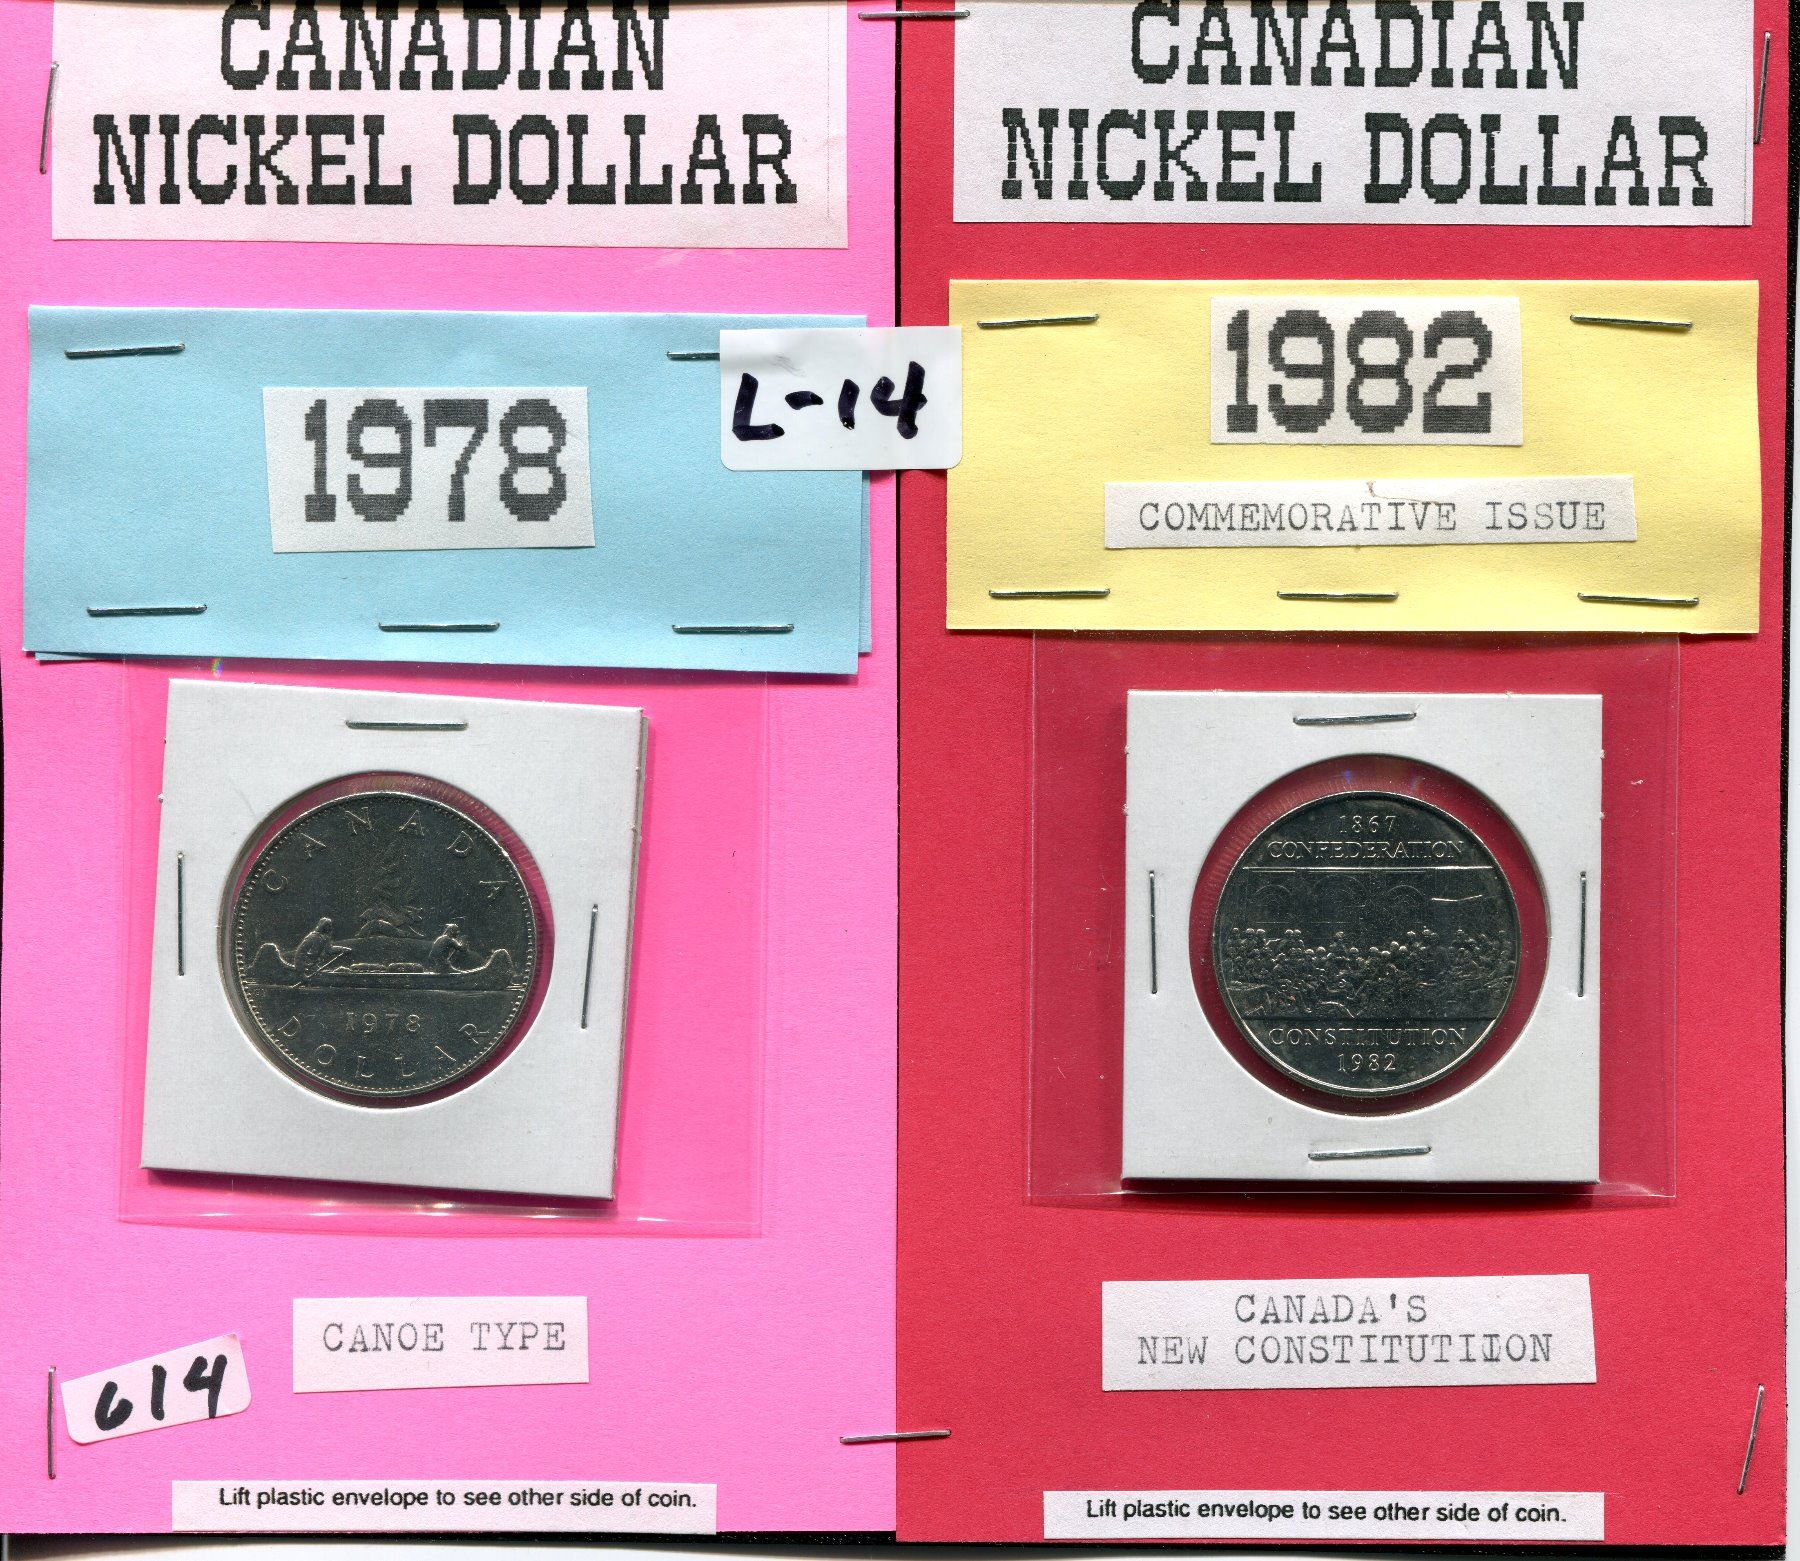 CANADIAN
NICKEL DOLLAR
1978
L-14
CANADA
1978
DOLLAR
CANOE TYPE
614
Lift plastic envelope to see other side of coin.
CANADIAN
NICKEL DOLLAR
1982
COMMEMORATIVE ISSUE
1867
CONFEDERATION
CONSTITUTION
1982
CANADA'S
NEW CONSTITUTIION
Lift plastic envelope to see other side of coin.